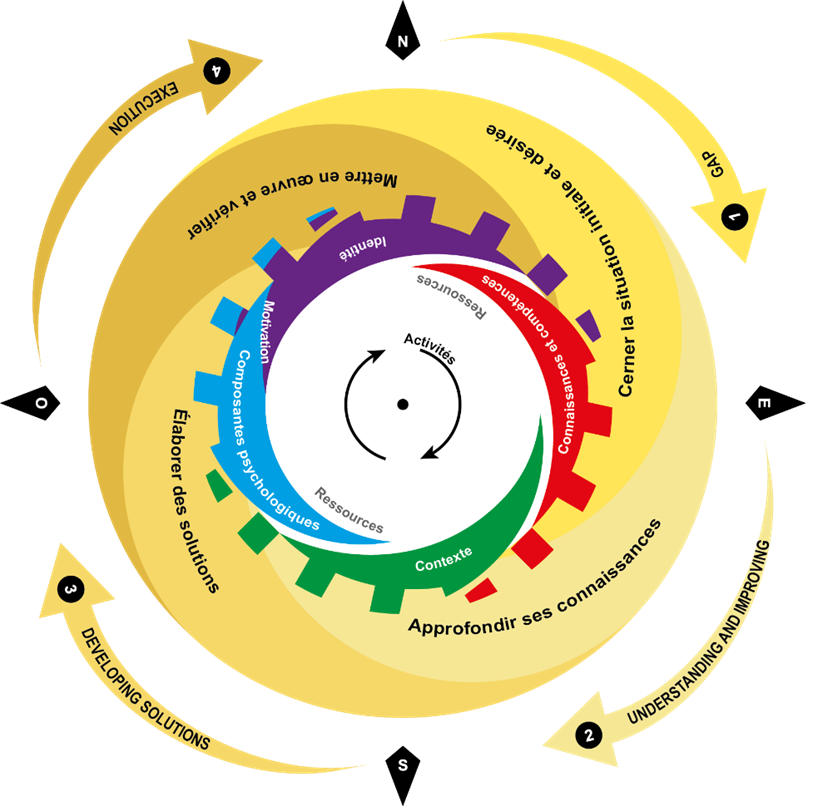 N
GAP
1
E
UNDERSTANDING AND IMPROVING
2
S
DEVELOPING SOLUTIONS
3
O
EXECUTION
4
Cerner la situation initiale et désirée
Approfondir ses connaissances
Élaborer des solutions
Mettre en œuvre et vérifier
Identité
Motivation
Composantes psychologiques
Contexte
Connaissances et compétences
Ressources
Activités
Ressources